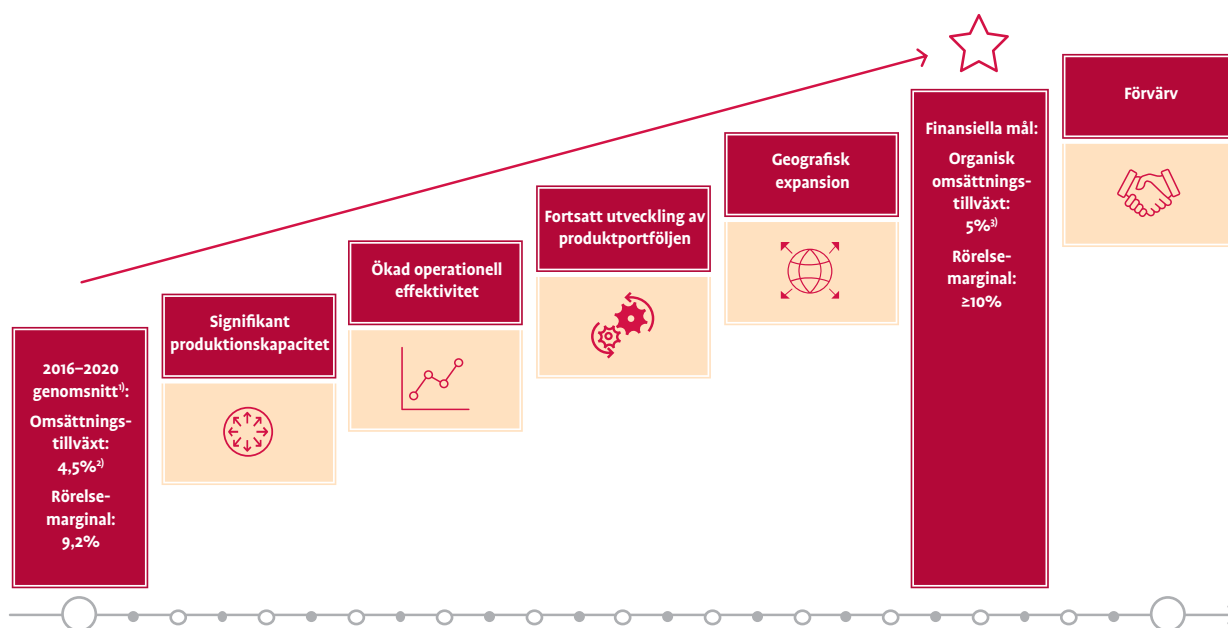 2016–2020
genomsnitt¹⁾:
Omsättnings-
tillväxt:
4,5%²⁾
Rörelse-
marginal:
9,2%
Signifikant
produktionskapacitet
Ökad operationell
effektivitet
Fortsatt utveckling av
produktportföljen
Geografisk
expansion
Finansiella mål:
Organisk
omsättnings-
tillväxt:
5%³⁾
Rörelse-
marginal:
≥10%
Förvärv